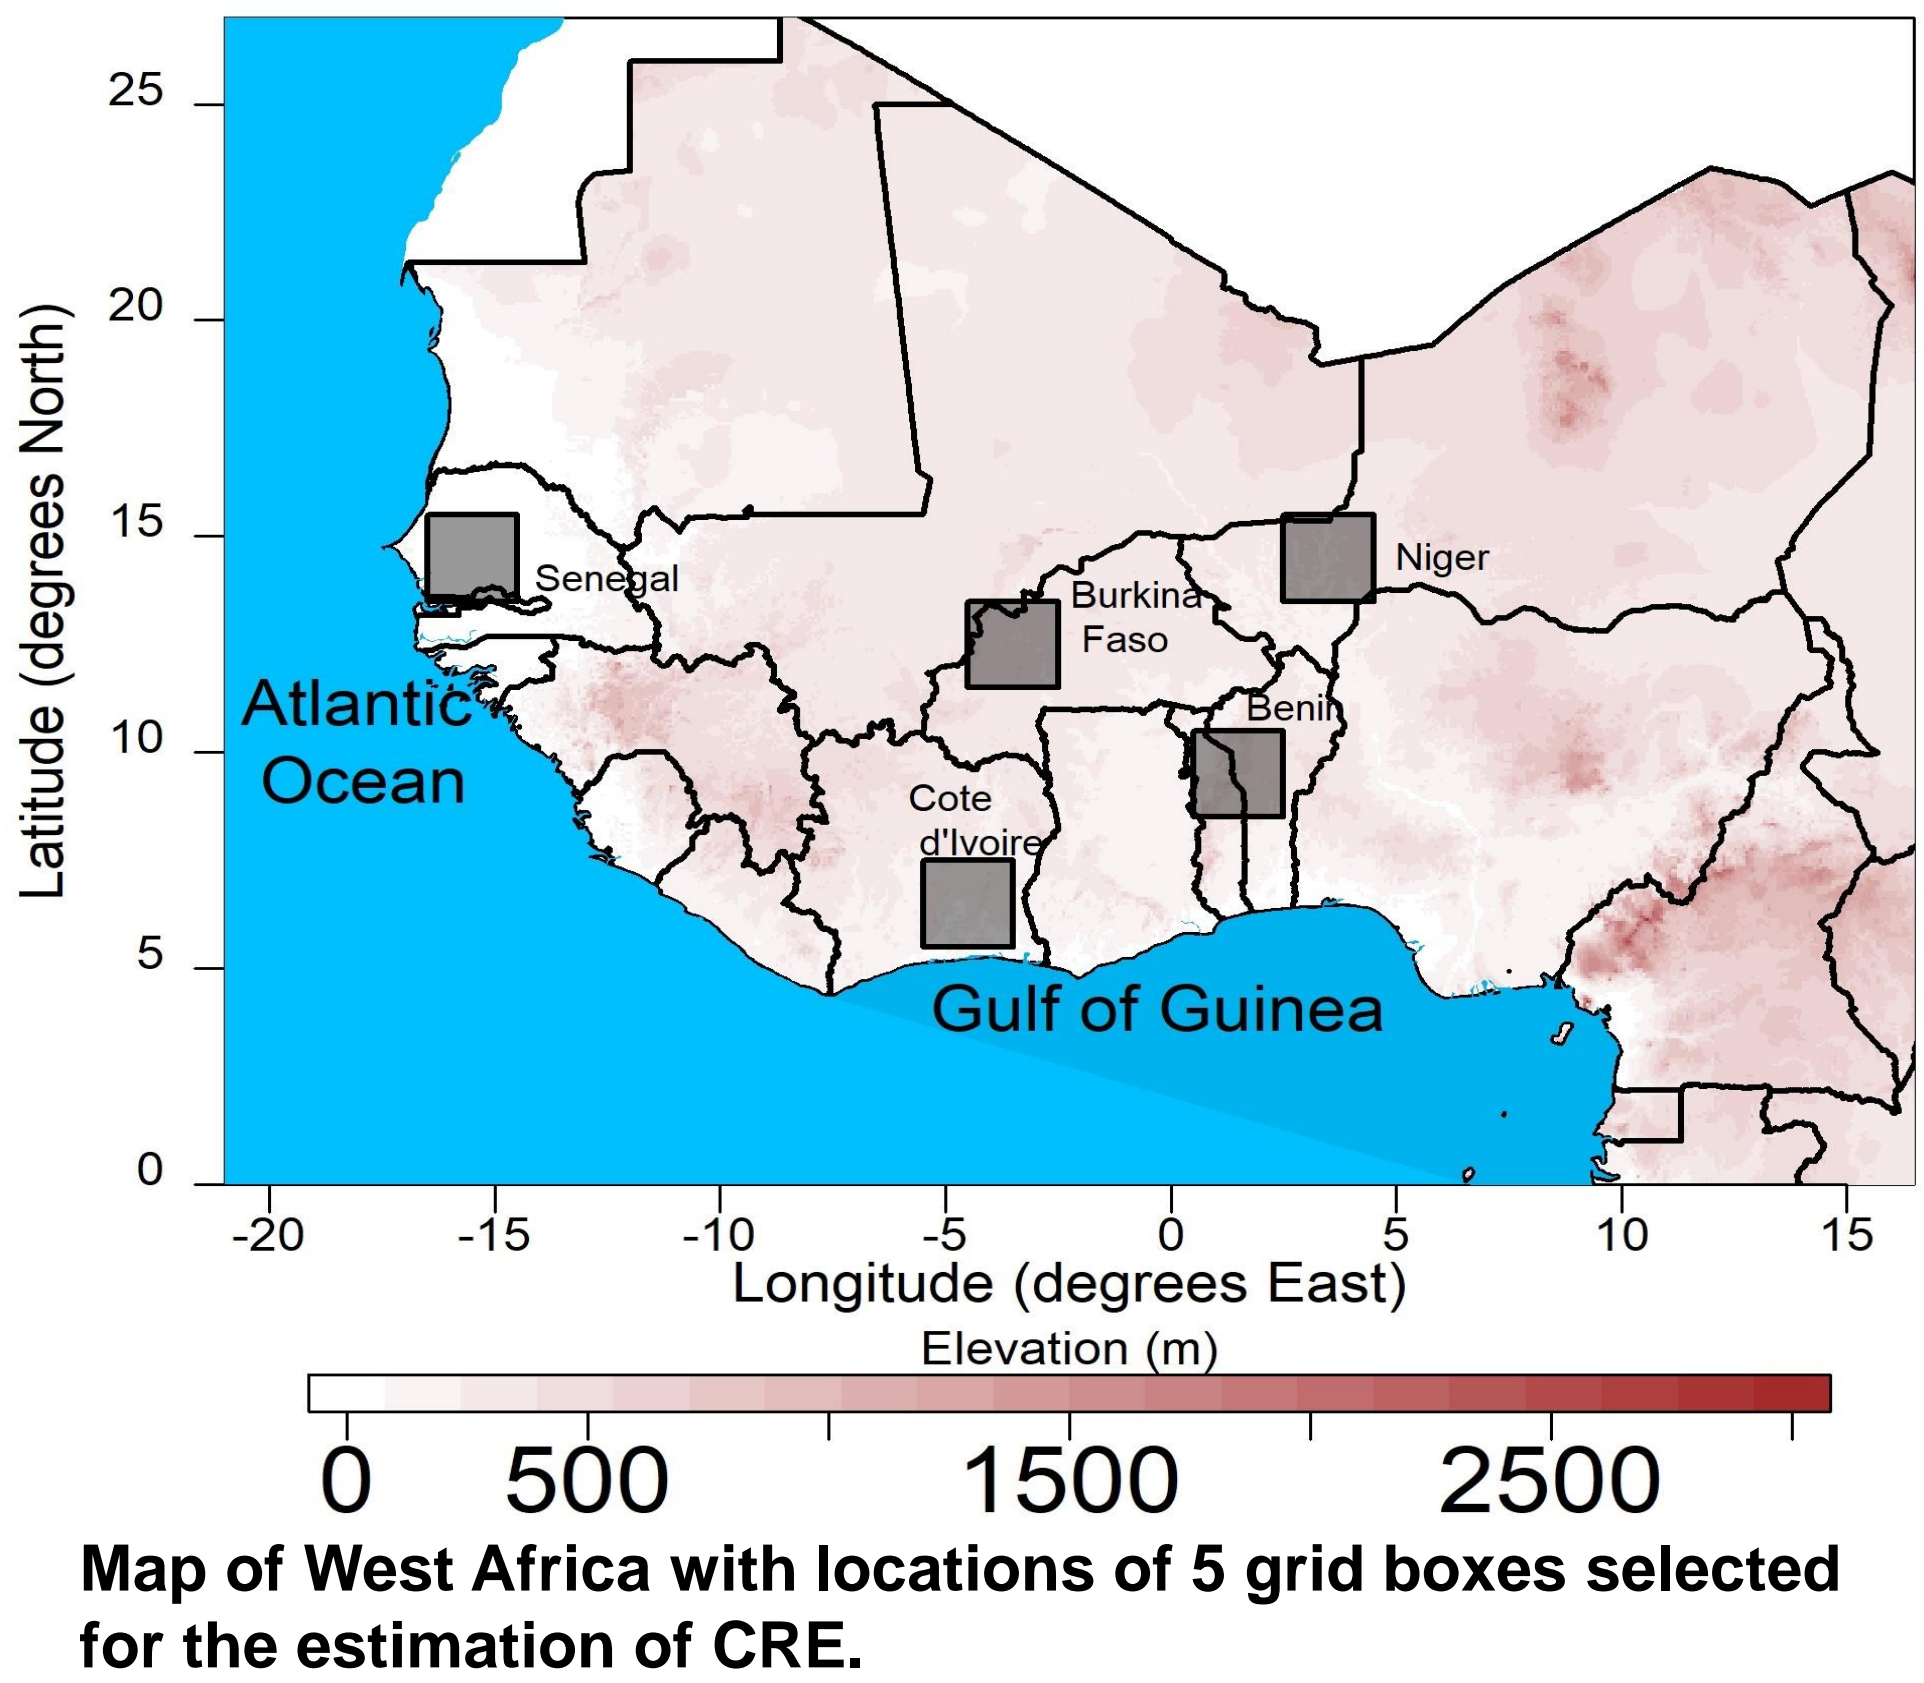 25
20
15
10
5
0
Latitude (degrees North)
Senegal
Niger
Burkina
Faso
Atlantic
Ocean
Benin
Cote
d'Ivoire
Gulf of Guinea
-20 -15 -10 -5 0 5 10 15
Longitude (degrees East)
Elevation (m)
0 500 1500 2500
Map of West Africa with locations of 5 grid boxes selected
for the estimation of CRE.